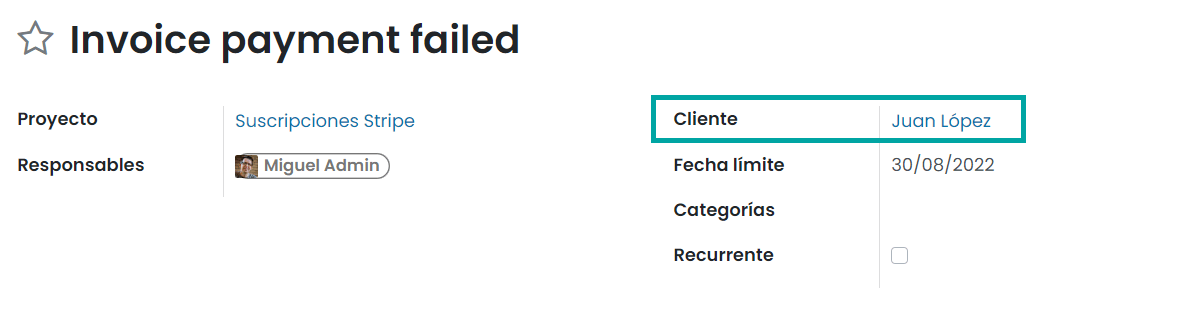 Invoice payment failed
Proyecto Suscripciones Stripe
Responsables Miguel Admin
Cliente Juan López
Fecha límite 30/08/2022
Categorías
Recurrente